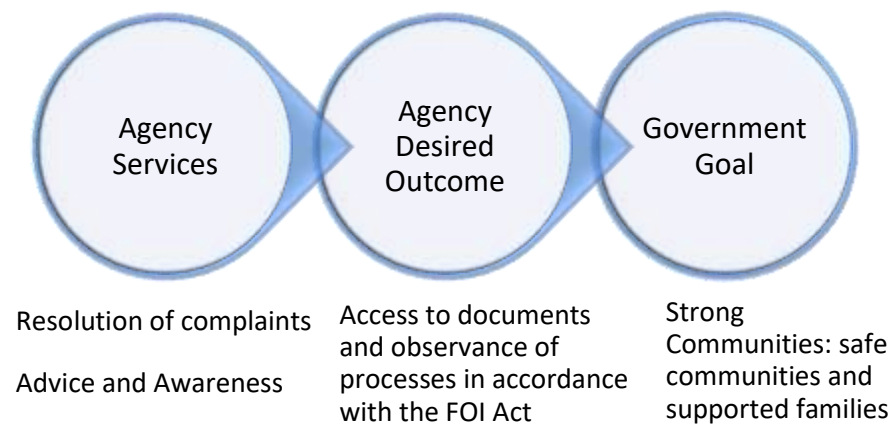 Agency
Services
Agency
Desired
Outcome
Government
Goal
Resolution of complaints
Advice and Awareness
Access to documents
and observance of
processes in accordance
with the FOI Act
Strong
Communities: safe
communities and
supported families